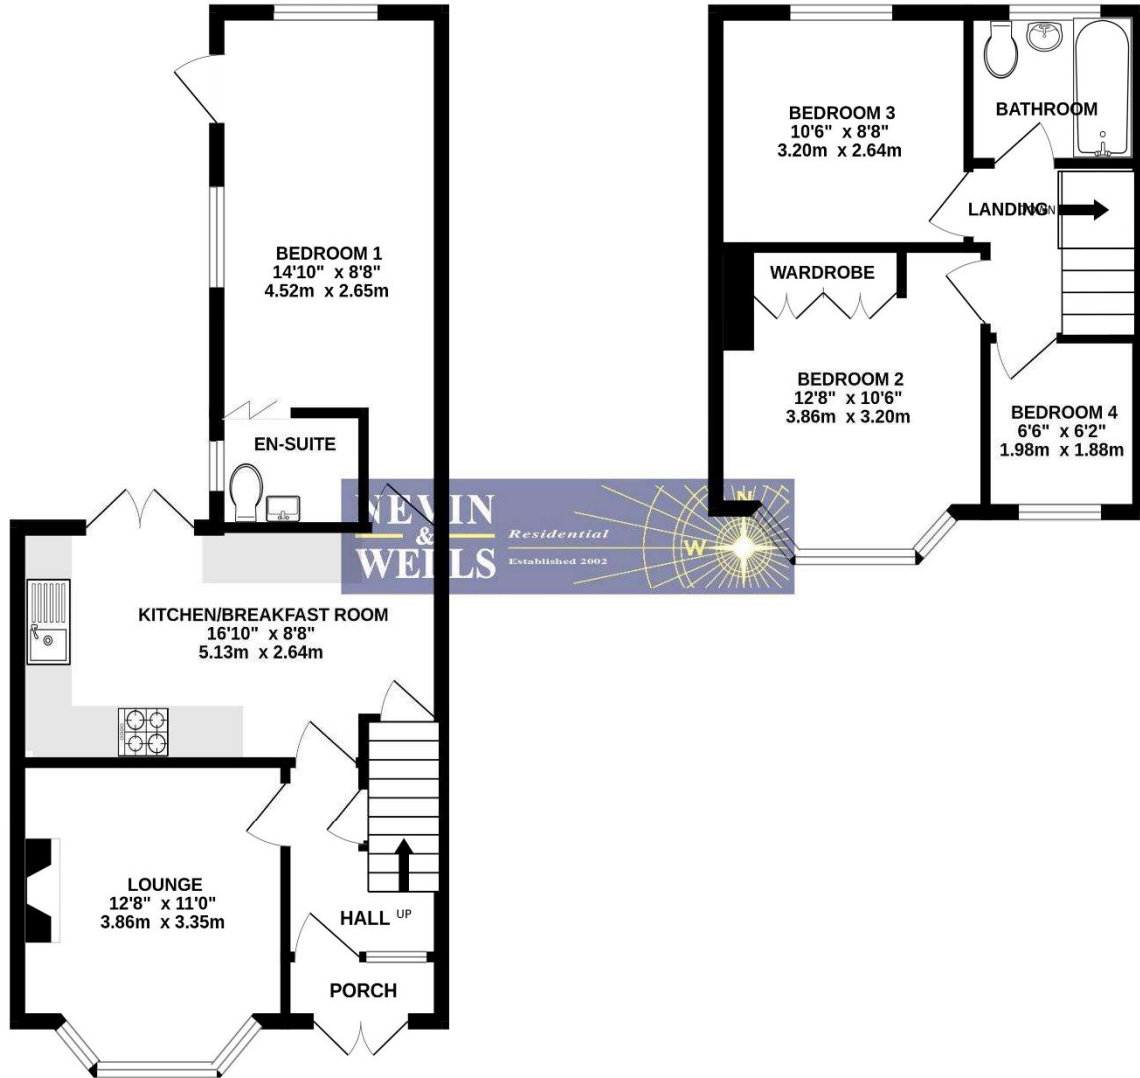 BEDROOM 1
14'10" x 8'8"
4.52m x 2.65m
EN-SUITE
KITCHEN/BREAKFAST ROOM
16'10" x 8'8"
5.13m x 2.64m
LOUNGE
12'8" x 11'0"
3.86m x 3.35m
HALL
UP
PORCH
BEDROOM 3
10'6" x 8'8"
3.20m x 2.64m
BATHROOM
LANDING
DOWN
WARDROBE
BEDROOM 2
12'8" x 10'6"
3.86m x 3.20m
BEDROOM 4
6'6" x 6'2"
1.98m x 1.88m
NEVIN
&
WELLS
Residential
Established 2002
N
W